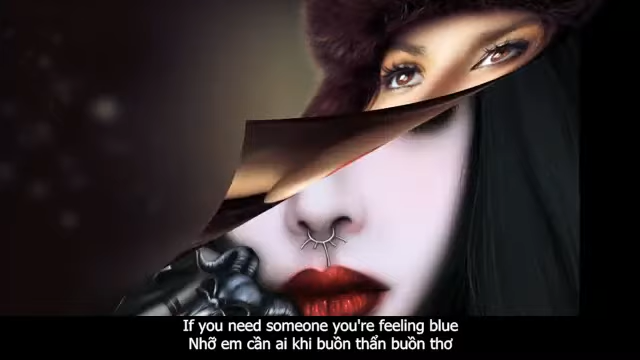 If you need someone you're feeling blue
Nhỡ em cần ai khi buồn thẩn buồn thơ